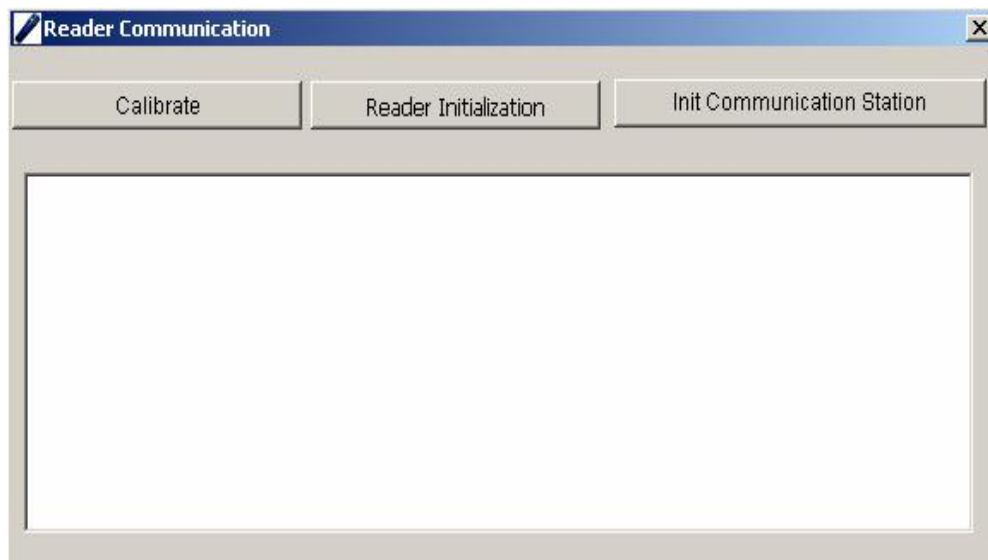 Reader Communication
Calibrate
Reader Initialization
Init Communication Station